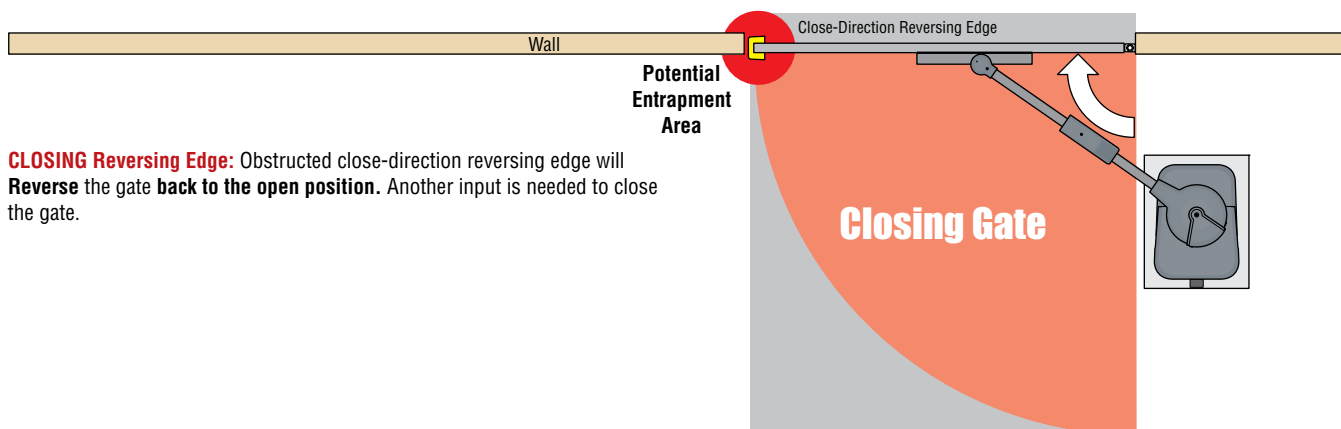 Close-Direction Reversing Edge
Wall
Potential
Entrapment
Area
CLOSING Reversing Edge: Obstructed close-direction reversing edge will
Reverse the gate back to the open position. Another input is needed to close
the gate.
Closing Gate